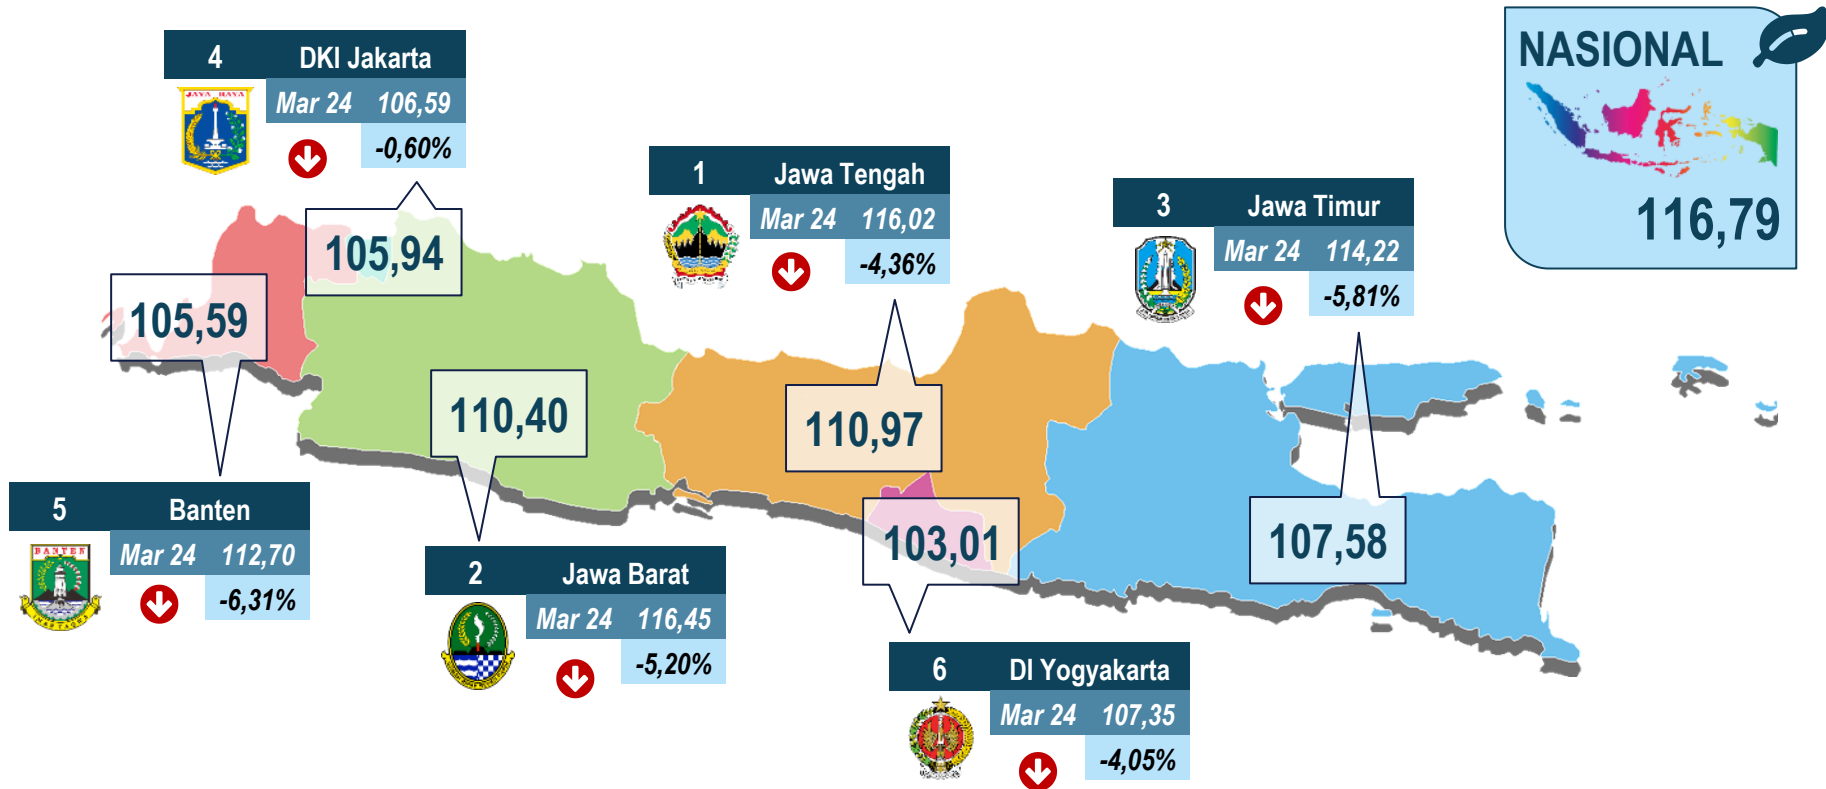 NASIONAL
116,79
4 DKI Jakarta
JAYA RAYA
Mar 24 106,59
-0,60%
105,94
1 Jawa Tengah
Mar 24 116,02
-4,36%
110,97
3 Jawa Timur
Mar 24 114,22
-5,81%
107,58
105,59
5 Banten
BANTEN
Mar 24 112,70
-6,31%
110,40
2 Jawa Barat
Mar 24 116,45
-5,20%
103,01
6 DI Yogyakarta
Mar 24 107,35
-4,05%